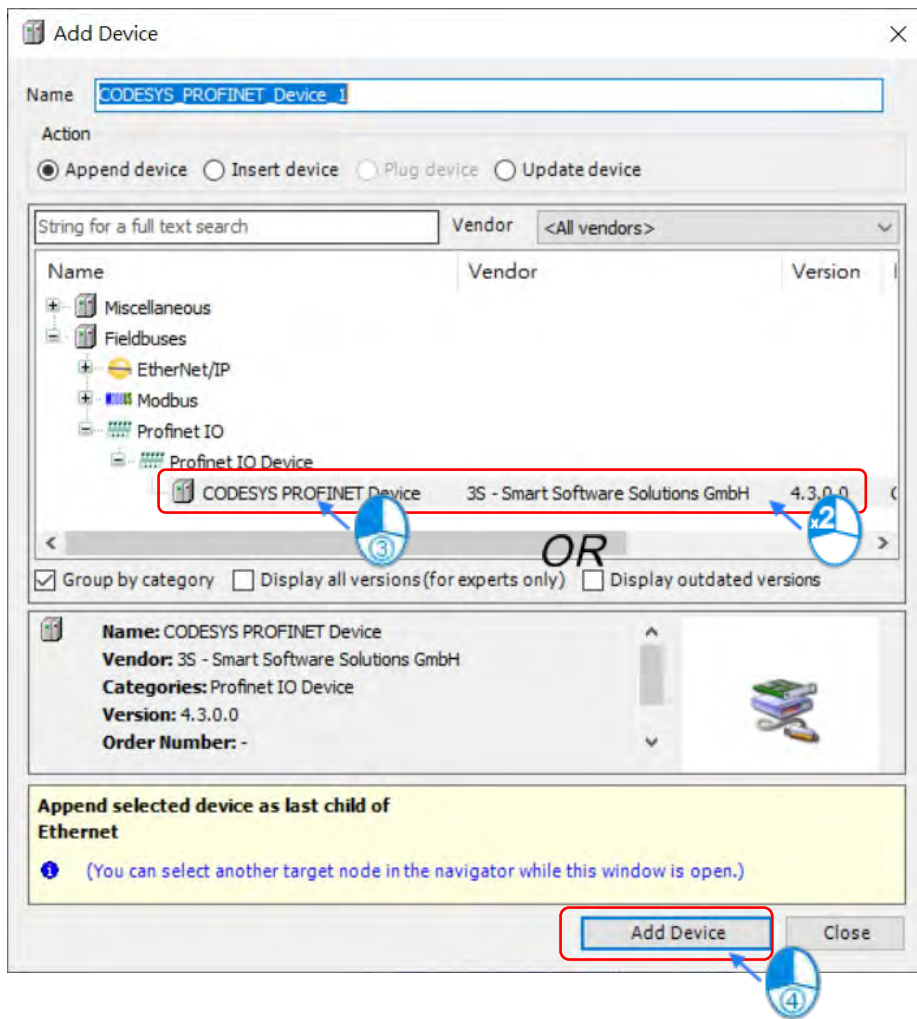 Add Device
Name CODESYS_PROFINET_Device_1
Action
Append device Insert device Plug device Update device
String for a full text search Vendor <All vendors>
Name Vendor Version
Miscellaneous
Fieldbuses
EtherNet/IP
MODBUS Modbus
Profinet IO
Profinet IO Device
CODESYS PROFINET Device 3S - Smart Software Solutions GmbH 4.3.0.0
x2
③
OR
Group by category Display all versions (for experts only) Display outdated versions
Name: CODESYS PROFINET Device
Vendor: 3S - Smart Software Solutions GmbH
Categories: Profinet IO Device
Version: 4.3.0.0
Order Number: -
Append selected device as last child of
Ethernet
(You can select another target node in the navigator while this window is open.)
Add Device Close
④